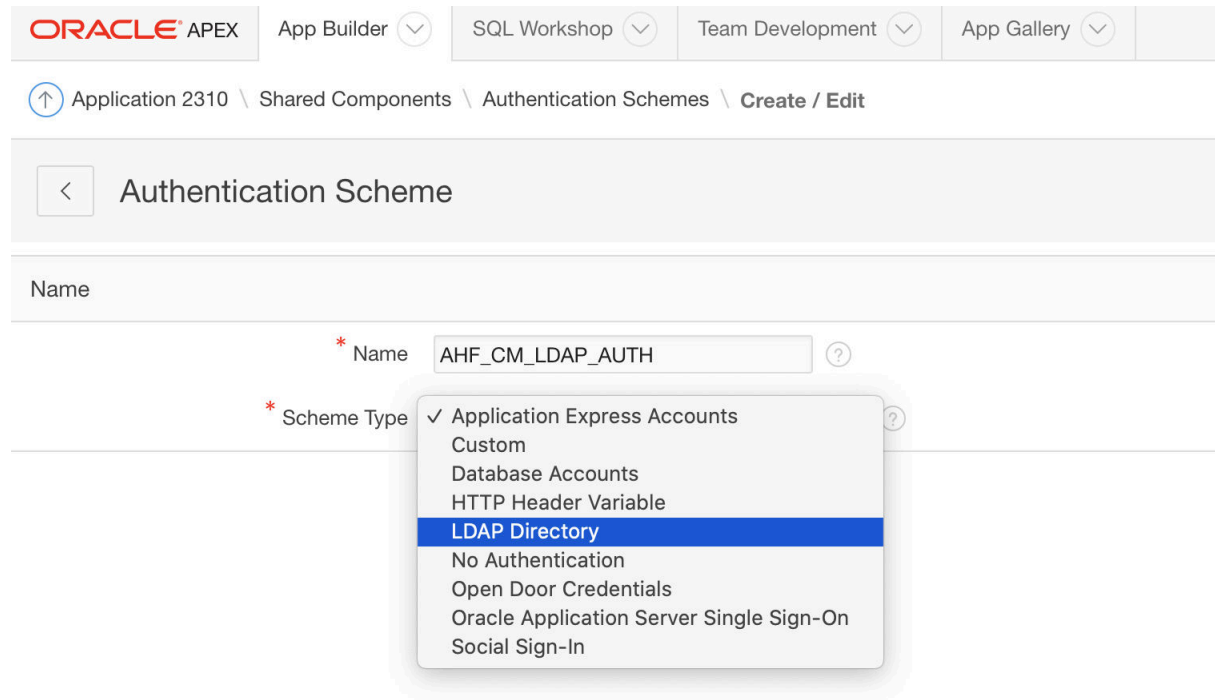 ORACLE APEX App Builder SQL Workshop Team Development App Gallery
Application 2310 \ Shared Components \ Authentication Schemes \ Create / Edit
Authentication Scheme
Name
* Name AHF_CM_LDAP_AUTH ?
* Scheme Type ✓ Application Express Accounts ?
Custom
Database Accounts
HTTP Header Variable
LDAP Directory
No Authentication
Open Door Credentials
Oracle Application Server Single Sign-On
Social Sign-In